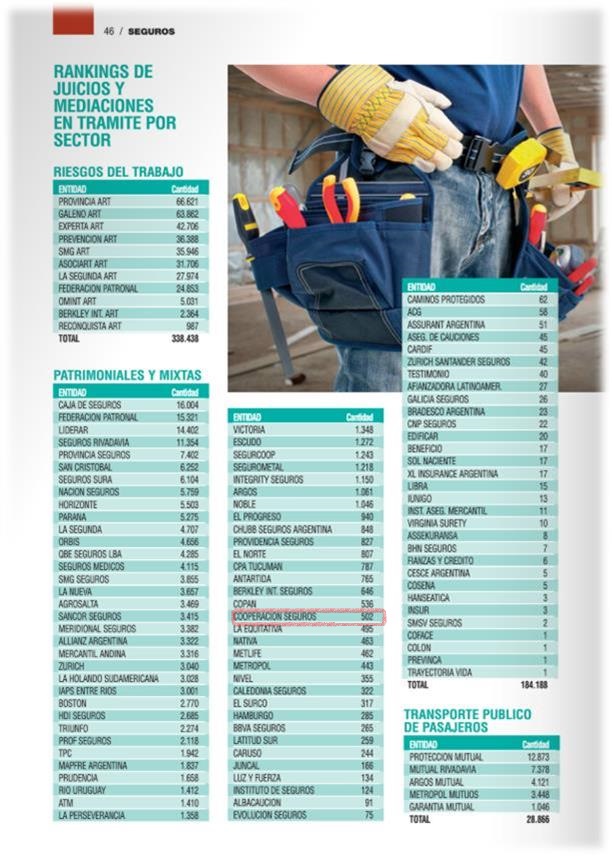 46 / SEGUROS
RANKINGS DE
JUICIOS Y
MEDIACIONES
EN TRAMITE POR
SECTOR
RIESGOS DEL TRABAJO
ENTIDAD Cantidad
PROVINCIA ART 66.621
GALENO ART 63.862
EXPERTA ART 42.706
PREVENCION ART 36.388
SMG ART 35.946
ASOCIART ART 31.706
LA SEGUNDA ART 27.974
FEDERACION PATRONAL 24.853
OMINT ART 5.031
BERKLEY INT. ART 2.364
RECONQUISTA ART 987
TOTAL 338.438
PATRIMONIALES Y MIXTAS
ENTIDAD Cantidad
CAJA DE SEGUROS 16.004
FEDERACION PATRONAL 15.321
LIDERAR 14.402
SEGUROS RIVADAVIA 11.354
PROVINCIA SEGUROS 7.402
SAN CRISTOBAL 6.252
SEGUROS SURA 6.104
NACION SEGUROS 5.759
HORIZONTE 5.503
PARANA 5.275
LA SEGUNDA 4.707
ORBIS 4.656
QBE SEGUROS LBA 4.285
SEGUROS MEDICOS 4.115
SMG SEGUROS 3.855
LA NUEVA 3.657
AGROSALTA 3.469
SANCOR SEGUROS 3.415
MERIDIONAL SEGUROS 3.382
ALLIANZ ARGENTINA 3.322
MERCANTIL ANDINA 3.316
ZURICH 3.040
LA HOLANDO SUDAMERICANA 3.028
IAPS ENTRE RIOS 3.001
BOSTON 2.770
HDI SEGUROS 2.685
TRIUNFO 2.274
PROF SEGUROS 2.118
TPC 1.942
MAPFRE ARGENTINA 1.837
PRUDENCIA 1.658
RIO URUGUAY 1.412
ATM 1.410
LA PERSEVERANCIA 1.358
ENTIDAD Cantidad
VICTORIA 1.348
ESCUDO 1.272
SEGURCOOP 1.243
SEGUROMETAL 1.218
INTEGRITY SEGUROS 1.150
ARGOS 1.061
NOBLE 1.046
EL PROGRESO 940
CHUBB SEGUROS ARGENTINA 848
PROVIDENCIA SEGUROS 827
EL NORTE 807
CPA TUCUMAN 787
ANTARTIDA 765
BERKLEY INT. SEGUROS 646
COPAN 536
COOPERACION SEGUROS 502
LA EQUITATIVA 495
NATIVA 463
METLIFE 462
METROPOL 443
NIVEL 355
CALEDONIA SEGUROS 322
EL SURCO 317
HAMBURGO 285
BBVA SEGUROS 265
LATITUD SUR 259
CARUSO 244
JUNCAL 166
LUZ Y FUERZA 134
INSTITUTO DE SEGUROS 124
ALBACAUCION 91
EVOLUCION SEGUROS 75
ENTIDAD Cantidad
CAMINOS PROTEGIDOS 62
ACG 58
ASSURANT ARGENTINA 51
ASEG. DE CAUCIONES 45
CARDIF 45
ZURICH SANTANDER SEGUROS 42
TESTIMONIO 40
AFIANZADORA LATINOAMER. 27
GALICIA SEGUROS 26
BRADESCO ARGENTINA 23
CNP SEGUROS 22
EDIFICAR 20
BENEFICIO 17
SOL NACIENTE 17
XL INSURANCE ARGENTINA 17
LIBRA 15
IUNIGO 13
INST. ASEG. MERCANTIL 11
VIRGINIA SURETY 10
ASSEKURANSA 8
BHN SEGUROS 7
FIANZAS Y CREDITO 6
CESCE ARGENTINA 5
COSENA 5
HANSEATICA 3
INSUR 3
SMSV SEGUROS 2
COFACE 1
COLON 1
PREVINCA 1
TRAYECTORIA VIDA 1
TOTAL 184.188
TRANSPORTE PUBLICO
DE PASAJEROS
ENTIDAD Cantidad
PROTECCION MUTUAL 12.873
MUTUAL RIVADAVIA 7.378
ARGOS MUTUAL 4.121
METROPOL MUTUOS 3.448
GARANTIA MUTUAL 1.046
TOTAL 28.866